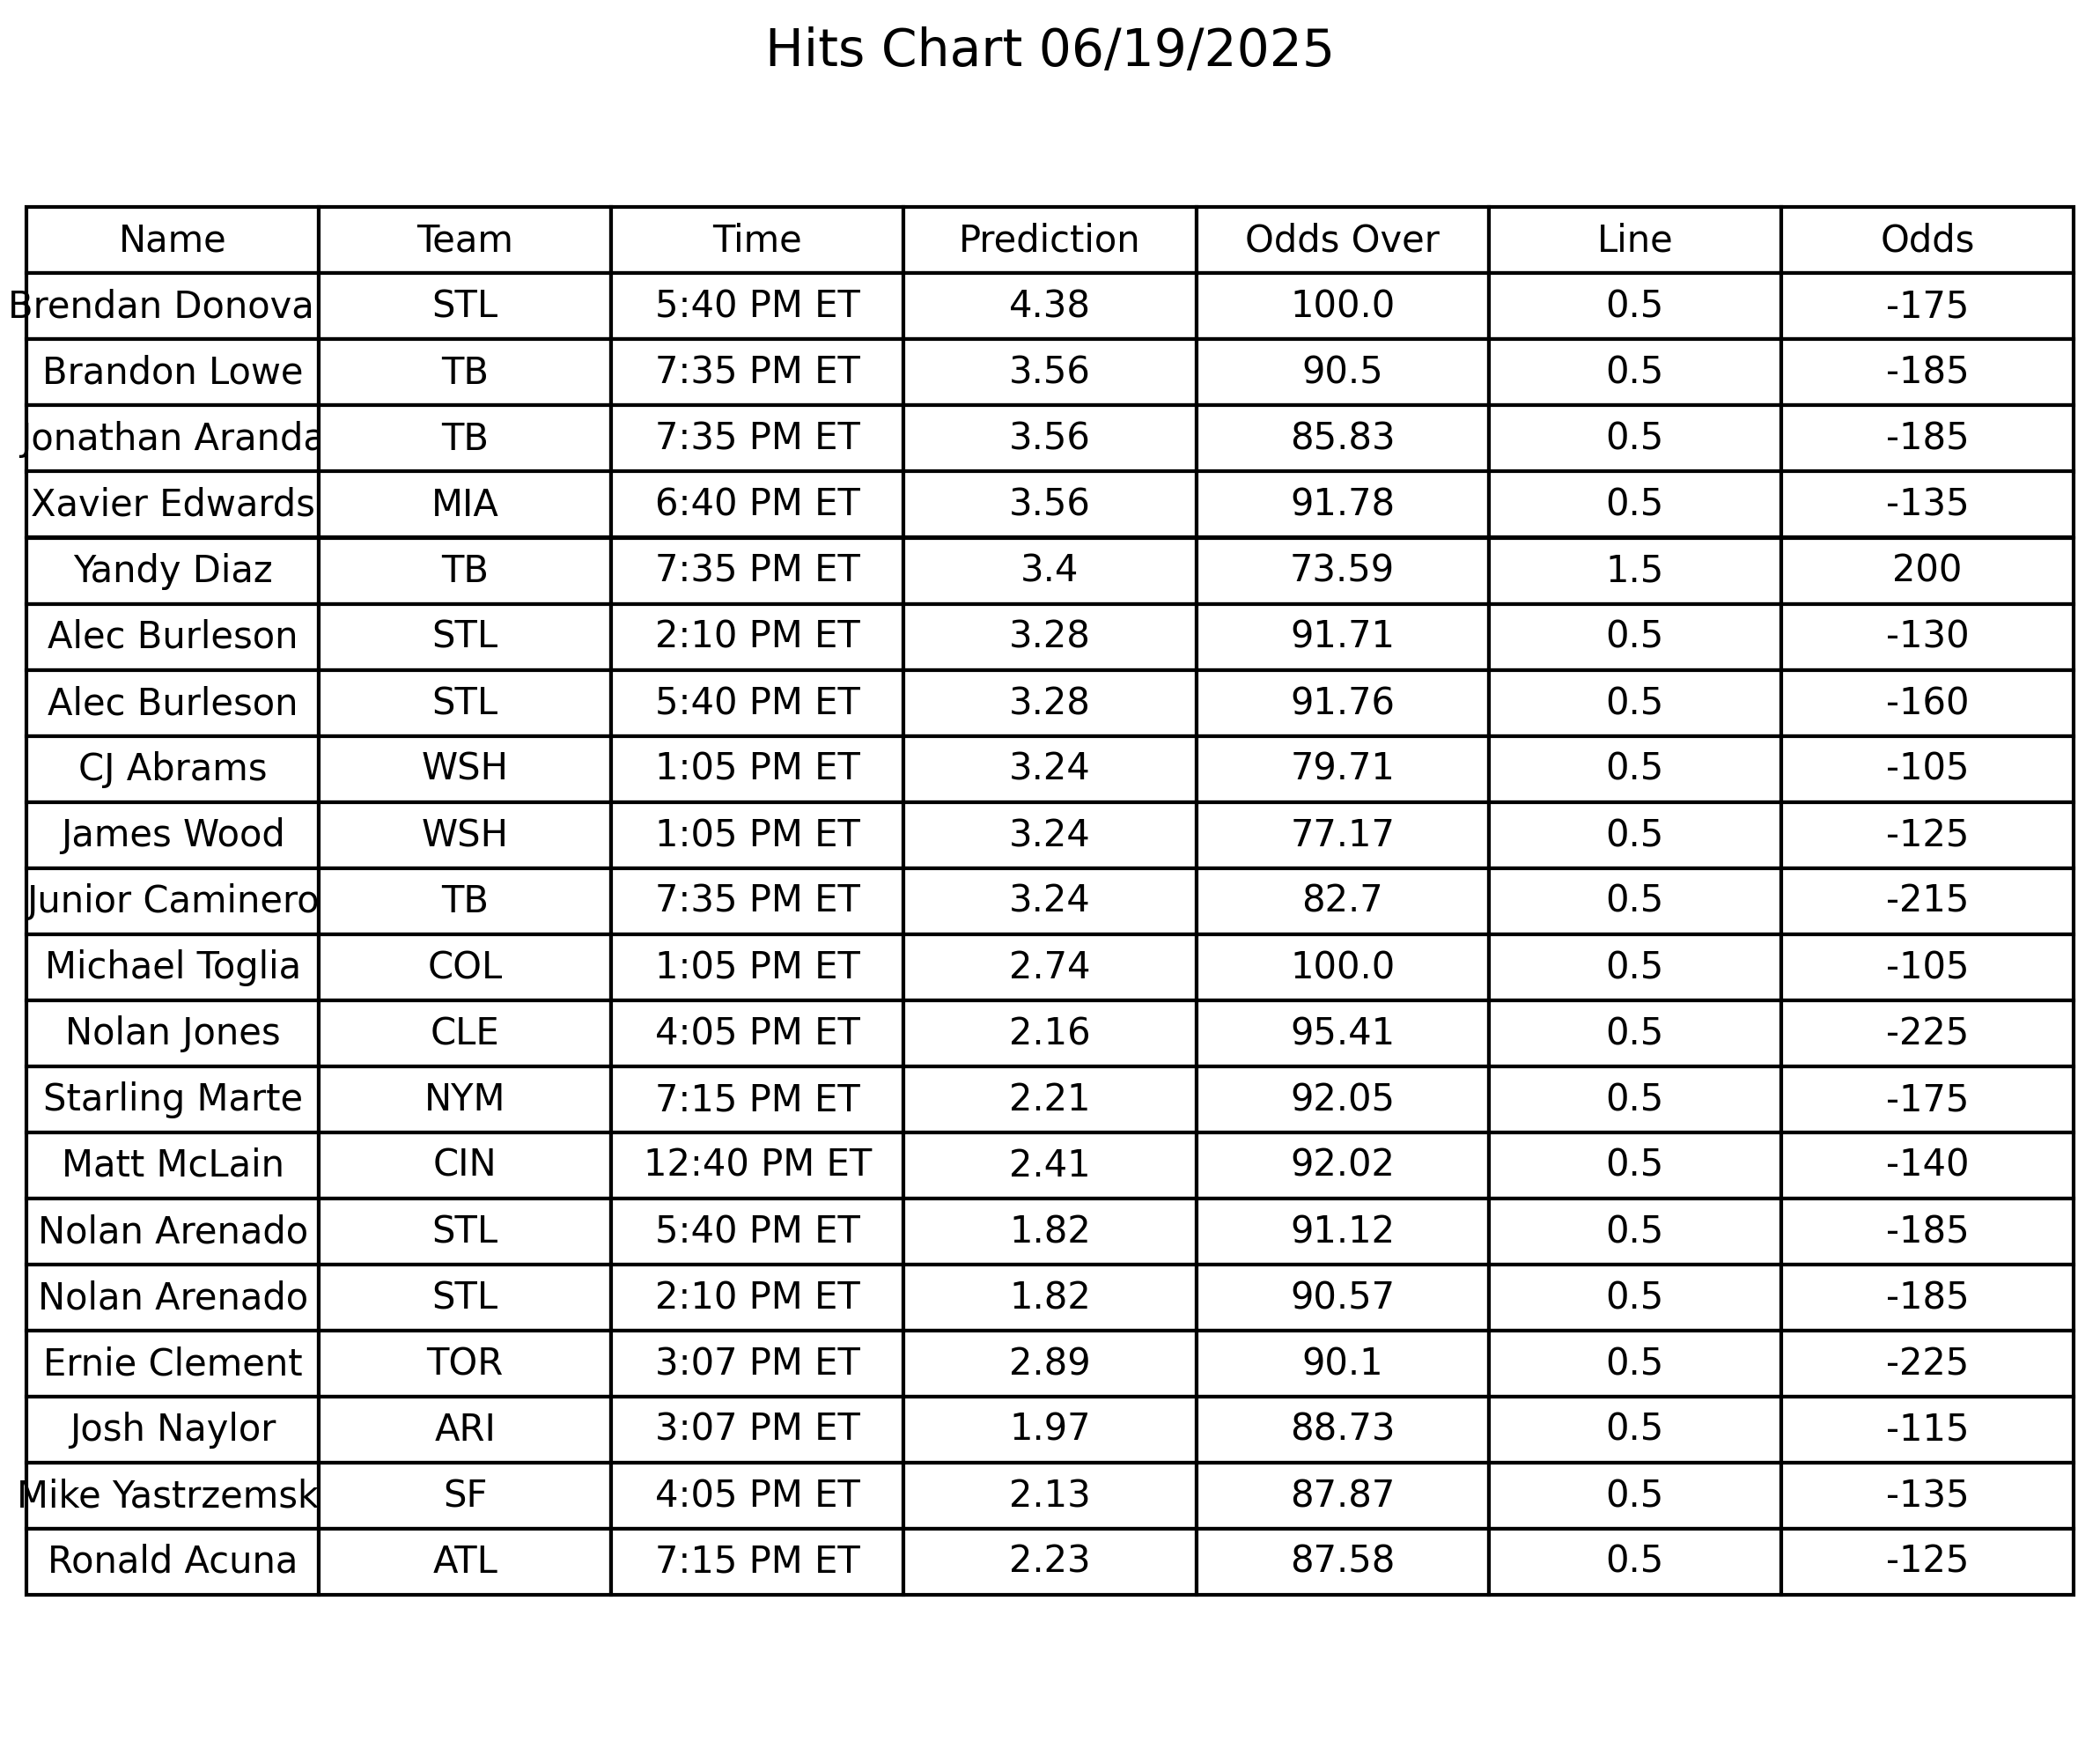 Hits Chart 06/19/2025
Name Team Time Prediction Odds Over Line Odds
Brendan Donova STL 5:40 PM ET 4.38 100.0 0.5 -175
Brandon Lowe TB 7:35 PM ET 3.56 90.5 0.5 -185
Jonathan Aranda TB 7:35 PM ET 3.56 85.83 0.5 -185
Xavier Edwards MIA 6:40 PM ET 3.56 91.78 0.5 -135
Yandy Diaz TB 7:35 PM ET 3.4 73.59 1.5 200
Alec Burleson STL 2:10 PM ET 3.28 91.71 0.5 -130
Alec Burleson STL 5:40 PM ET 3.28 91.76 0.5 -160
CJ Abrams WSH 1:05 PM ET 3.24 79.71 0.5 -105
James Wood WSH 1:05 PM ET 3.24 77.17 0.5 -125
Junior Caminero TB 7:35 PM ET 3.24 82.7 0.5 -215
Michael Toglia COL 1:05 PM ET 2.74 100.0 0.5 -105
Nolan Jones CLE 4:05 PM ET 2.16 95.41 0.5 -225
Starling Marte NYM 7:15 PM ET 2.21 92.05 0.5 -175
Matt McLain CIN 12:40 PM ET 2.41 92.02 0.5 -140
Nolan Arenado STL 5:40 PM ET 1.82 91.12 0.5 -185
Nolan Arenado STL 2:10 PM ET 1.82 90.57 0.5 -185
Ernie Clement TOR 3:07 PM ET 2.89 90.1 0.5 -225
Josh Naylor ARI 3:07 PM ET 1.97 88.73 0.5 -115
Mike Yastrzemsk SF 4:05 PM ET 2.13 87.87 0.5 -135
Ronald Acuna ATL 7:15 PM ET 2.23 87.58 0.5 -125